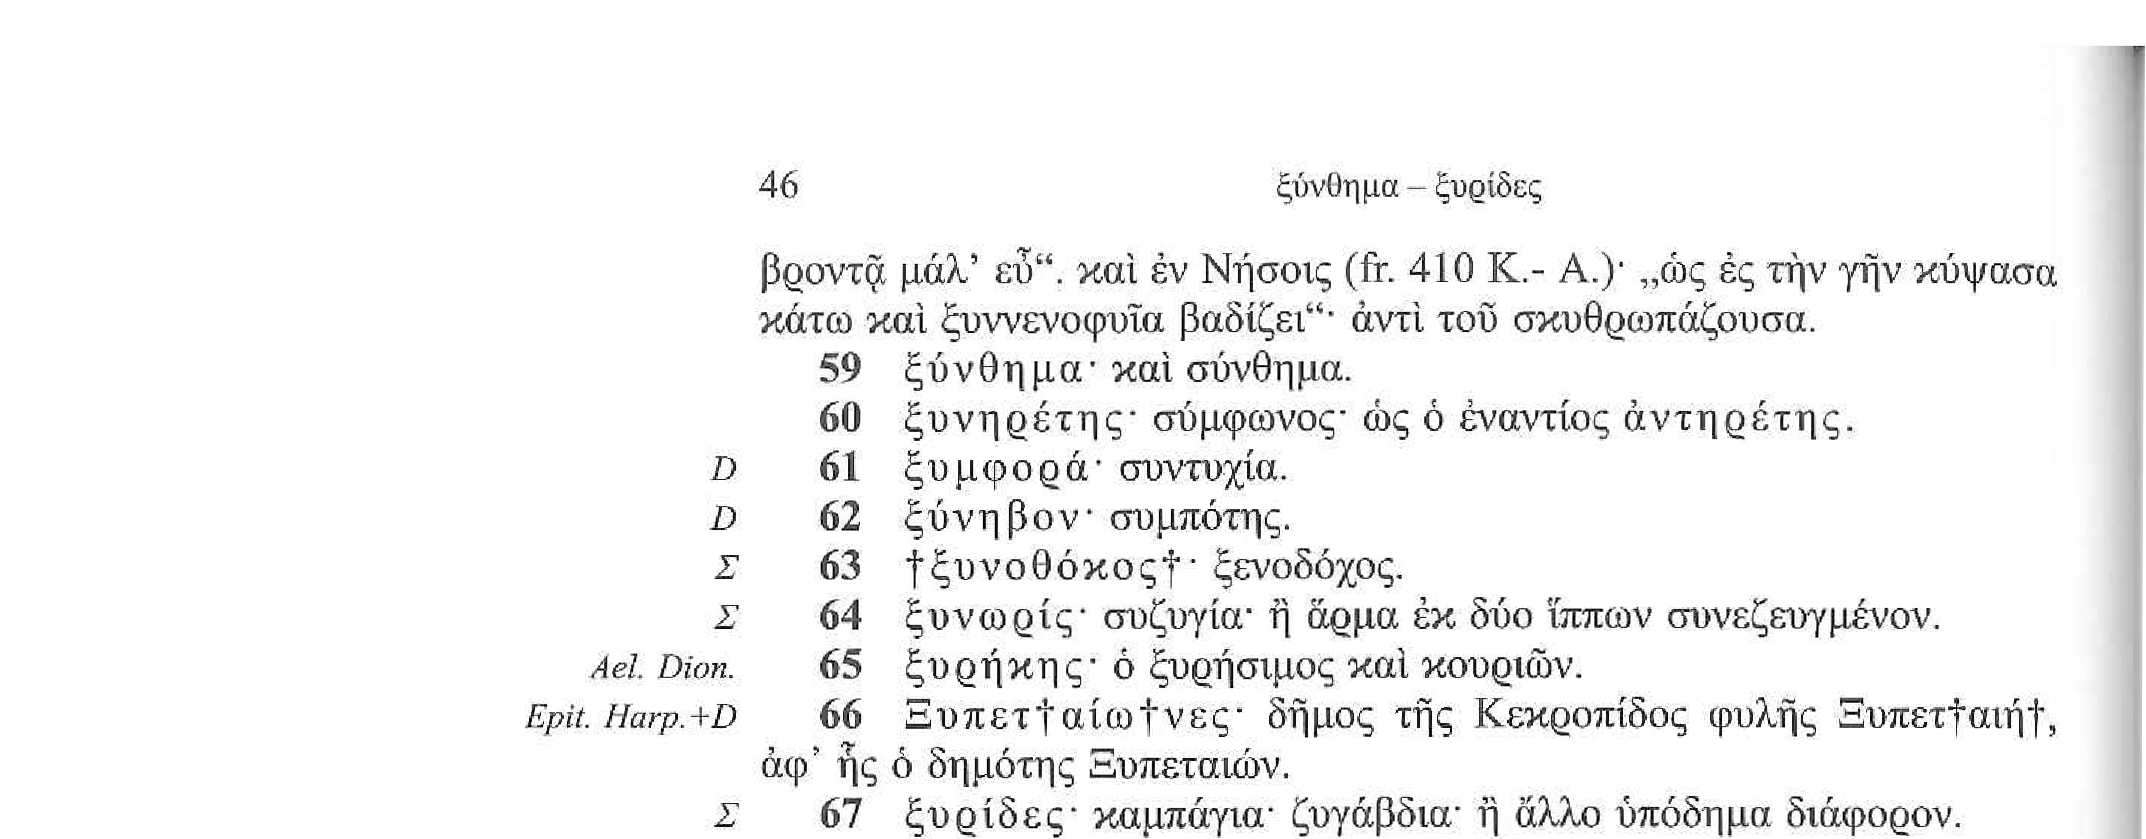 46 ξύνθημα – ξυρίδες
βροντᾷ μάλ’ εὖ“. καὶ ἐν Νήσοις (fr. 410 K.- A.)· „ὡς ἐς τὴν γῆν κύψασα
κάτω καὶ ξυννενοφυῖα βαδίζει“· ἀντὶ τοῦ σκυθρωπάζουσα.
59 ξύνθημα· καὶ σύνθημα.
60 ξυνηρέτης· σύμφωνος· ὡς ὁ ἐναντίος ἀντηρέτης.
D 61 ξυμφορά· συντυχία.
D 62 ξύνηβον· συμπότης.
Σ 63 †ξυνοθόκος†· ξενοδόχος.
Σ 64 ξυνωρίς· συζυγία· ἢ ἅρμα ἐκ δύο ἵππων συνεζευγμένον.
Ael. Dion. 65 ξυρήκης· ὁ ξυρήσιμος καὶ κουριῶν.
Epit. Harp.+D 66 Ξυπετ†αίω†νες· δῆμος τῆς Κεκροπίδος φυλῆς Ξυπετ†αιή†,
ἀφ’ ἧς ὁ δημότης Ξυπεταιών.
Σ 67 ξυρίδες· καμπάγια· ζυγάβδια· ἢ ἄλλο ὑπόδημα διάφορον.